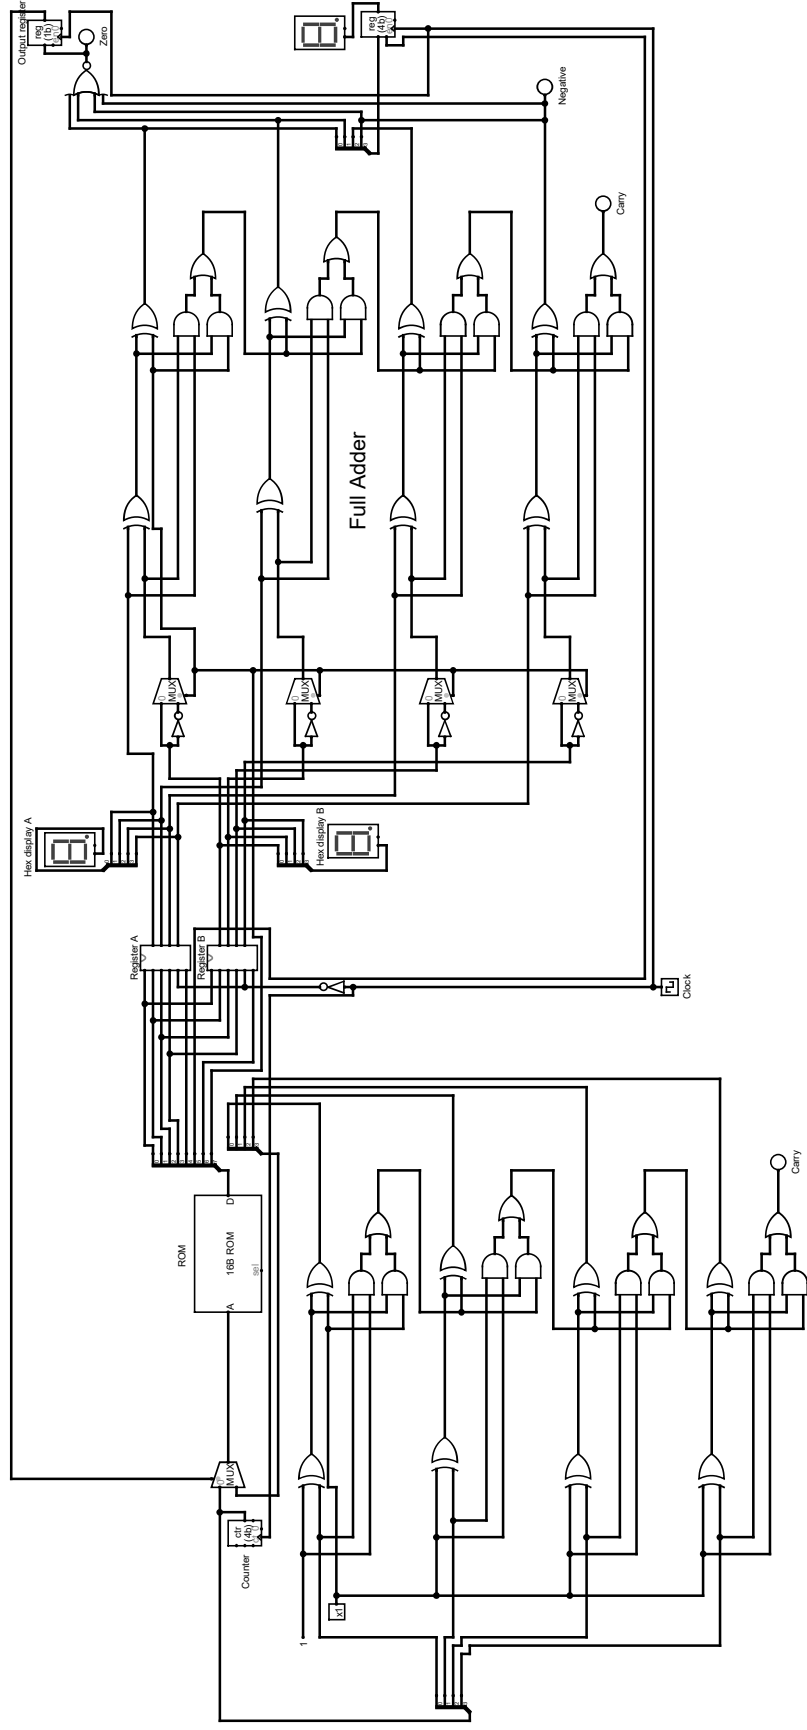 Output register
reg
(1b)
Zero
reg
(4b)
Negative
Carry
Full Adder
MUX
MUX
MUX
MUX
Hex display A
Hex display B
Register A
Register B
Clock
ROM
D
16B ROM
sel
A
Carry
MUX
ctr
(4b)
Counter
x1
1